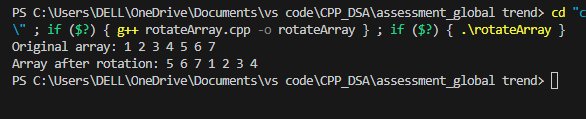 PS C:\Users\DELL\OneDrive\Documents\vs code\CPP_DSA\assessment_global trend> cd "c
\" ; if ($?) { g++ rotateArray.cpp -o rotateArray } ; if ($?) { .\rotateArray }
Original array: 1 2 3 4 5 6 7
Array after rotation: 5 6 7 1 2 3 4
PS C:\Users\DELL\OneDrive\Documents\vs code\CPP_DSA\assessment_global trend>